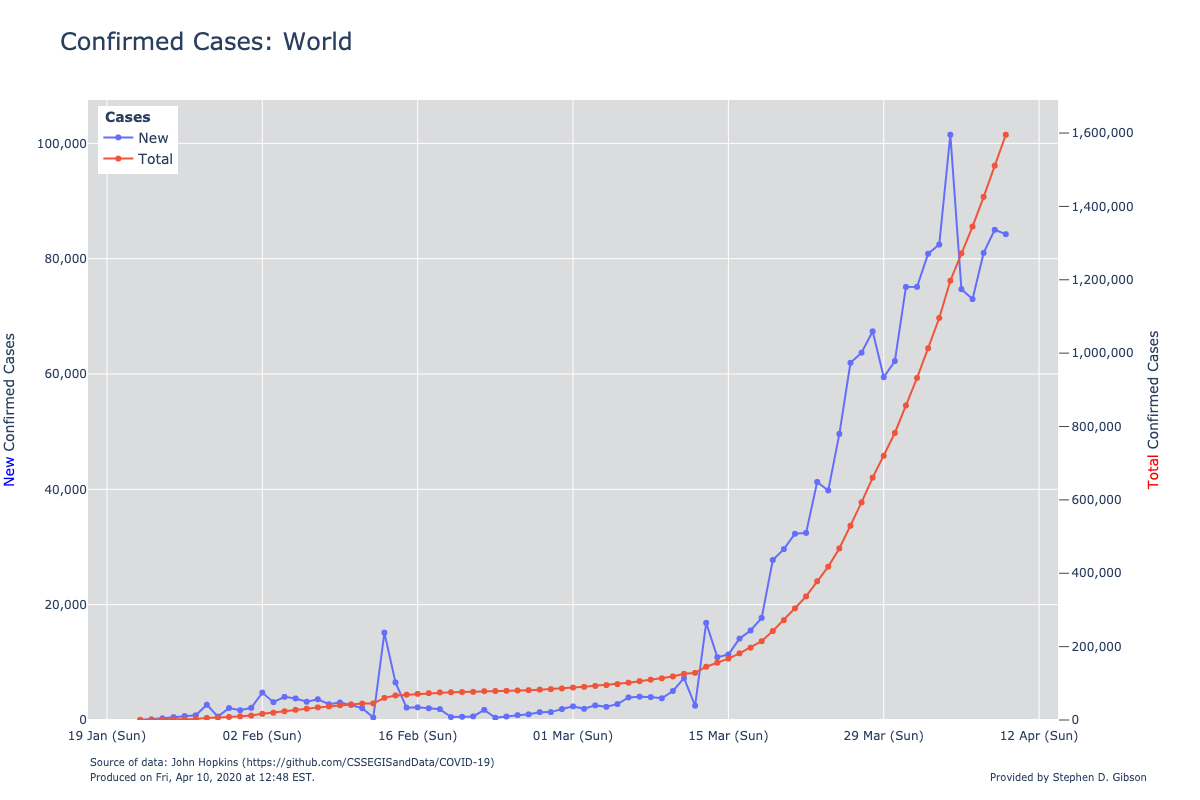 Confirmed Cases: World
Cases
New
Total
100,000
80,000
60,000
40,000
20,000
0
New Confirmed Cases
1,600,000
1,400,000
1,200,000
1,000,000
800,000
600,000
400,000
200,000
0
Total Confirmed Cases
19 Jan (Sun) 02 Feb (Sun) 16 Feb (Sun) 01 Mar (Sun) 15 Mar (Sun) 29 Mar (Sun) 12 Apr (Sun)
Source of data: John Hopkins (https://github.com/CSSEGISandData/COVID-19)
Produced on Fri, Apr 10, 2020 at 12:48 EST.
Provided by Stephen D. Gibson